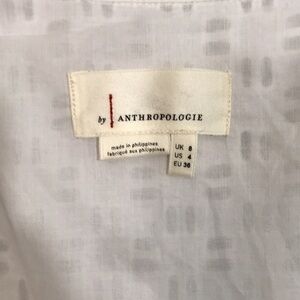 by ANTHROPOLOGIE
made in philippines
fabriqué aux philippines
UK 8
US 4
EU 36